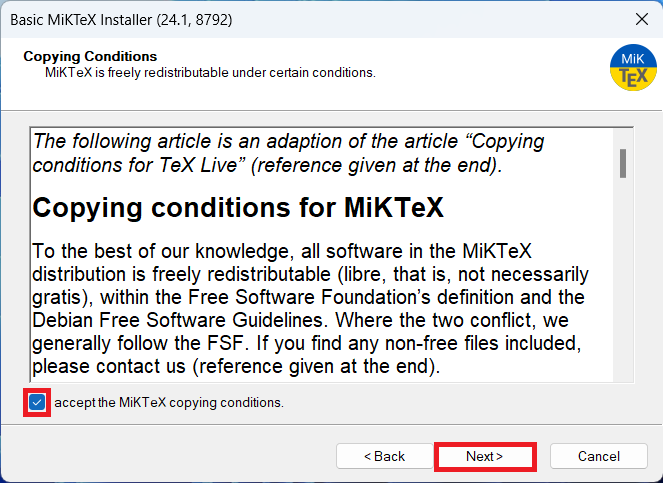 Basic MiKTeX Installer (24.1, 8792)
Copying Conditions
MiKTeX is freely redistributable under certain conditions.
MiK
TEX
The following article is an adaption of the article “Copying
conditions for TeX Live” (reference given at the end).
Copying conditions for MiKTeX
To the best of our knowledge, all software in the MiKTeX
distribution is freely redistributable (libre, that is, not necessarily
gratis), within the Free Software Foundation’s definition and the
Debian Free Software Guidelines. Where the two conflict, we
generally follow the FSF. If you find any non-free files included,
please contact us (reference given at the end).
accept the MiKTeX copying conditions.
< Back
Next >
Cancel